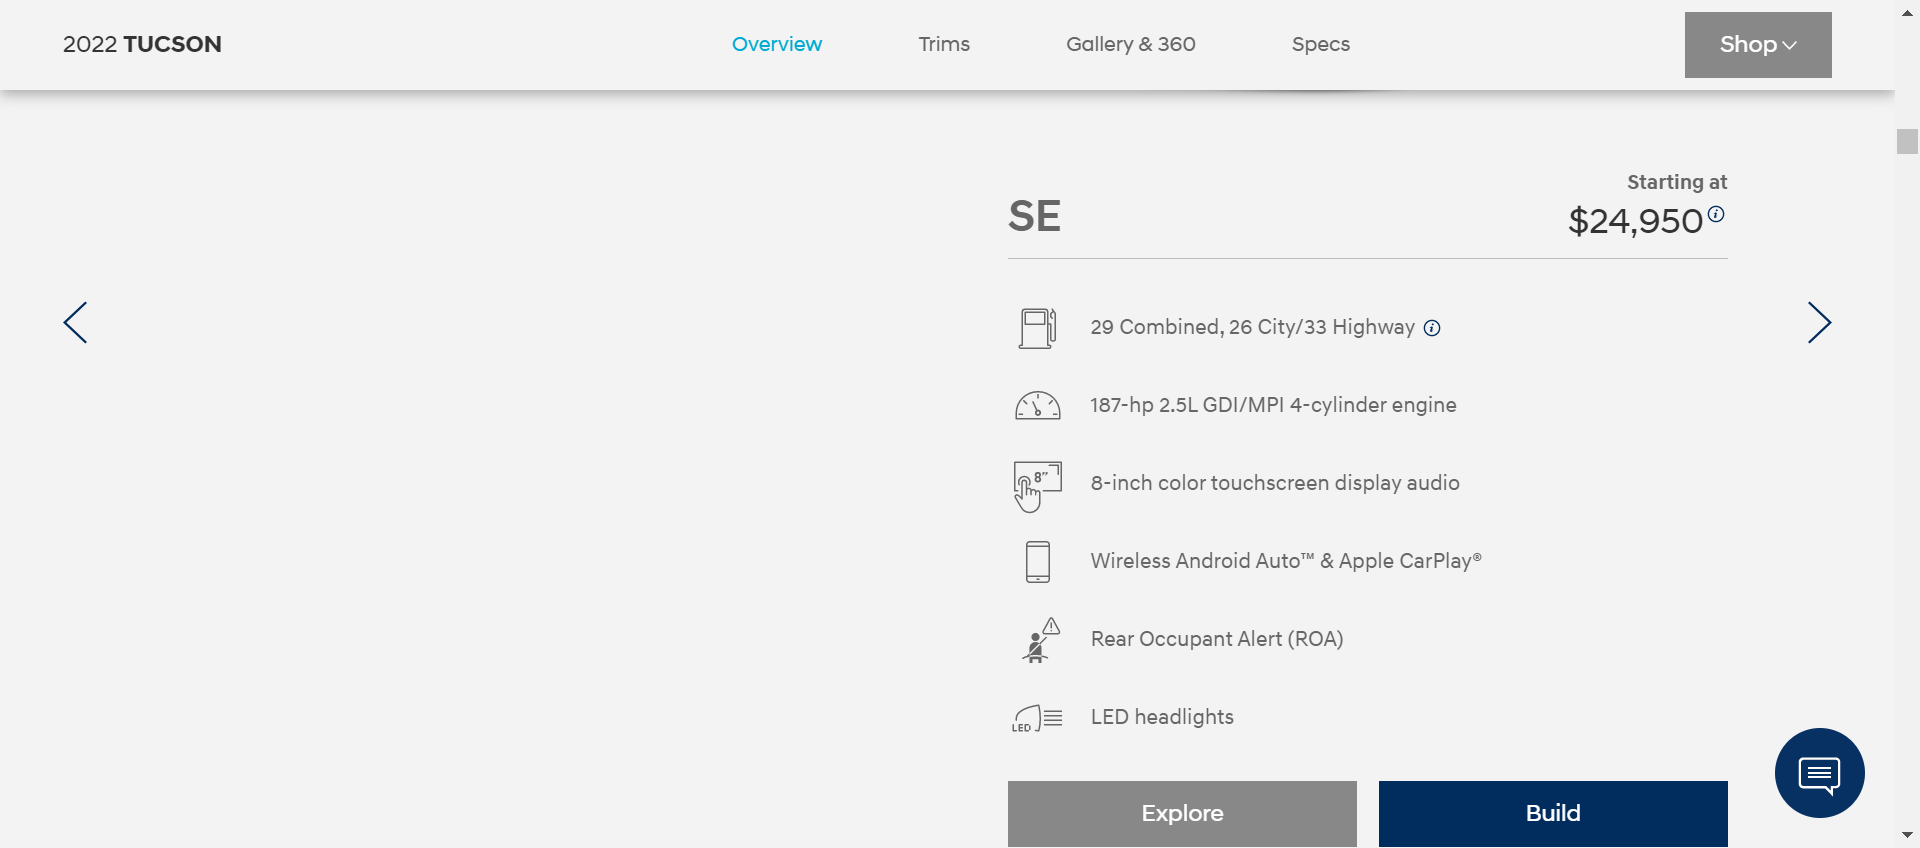 2022 TUCSON
Overview
Trims
Gallery & 360
Specs
Shop
Starting at
SE
$24,950
29 Combined, 26 City/33 Highway
187-hp 2.5L GDI/MPI 4-cylinder engine
8"
8-inch color touchscreen display audio
Wireless Android Auto™ & Apple CarPlay®
Rear Occupant Alert (ROA)
LED
LED headlights
Explore
Build